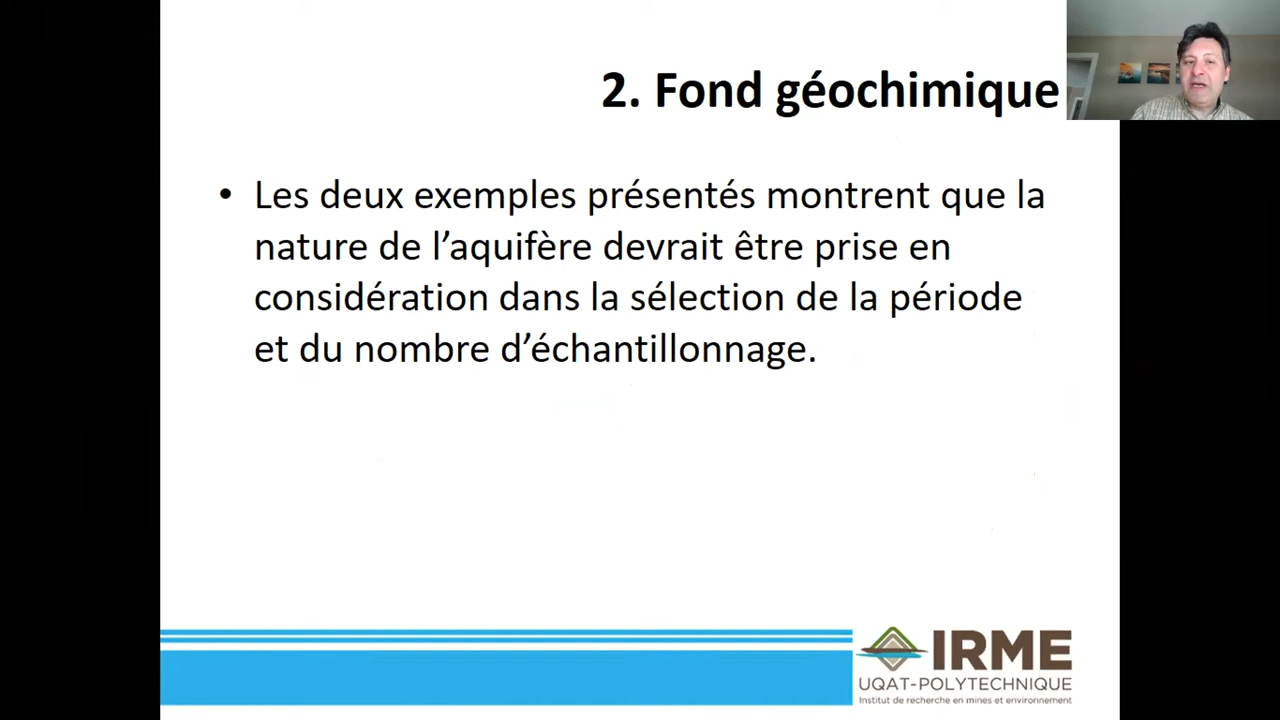 2. Fond géochimique
• Les deux exemples présentés montrent que la
nature de l’aquifère devrait être prise en
considération dans la sélection de la période
et du nombre d’échantillonnage.
IRME
UQAT-POLYTECHNIQUE
Institut de recherche en mines et environnement